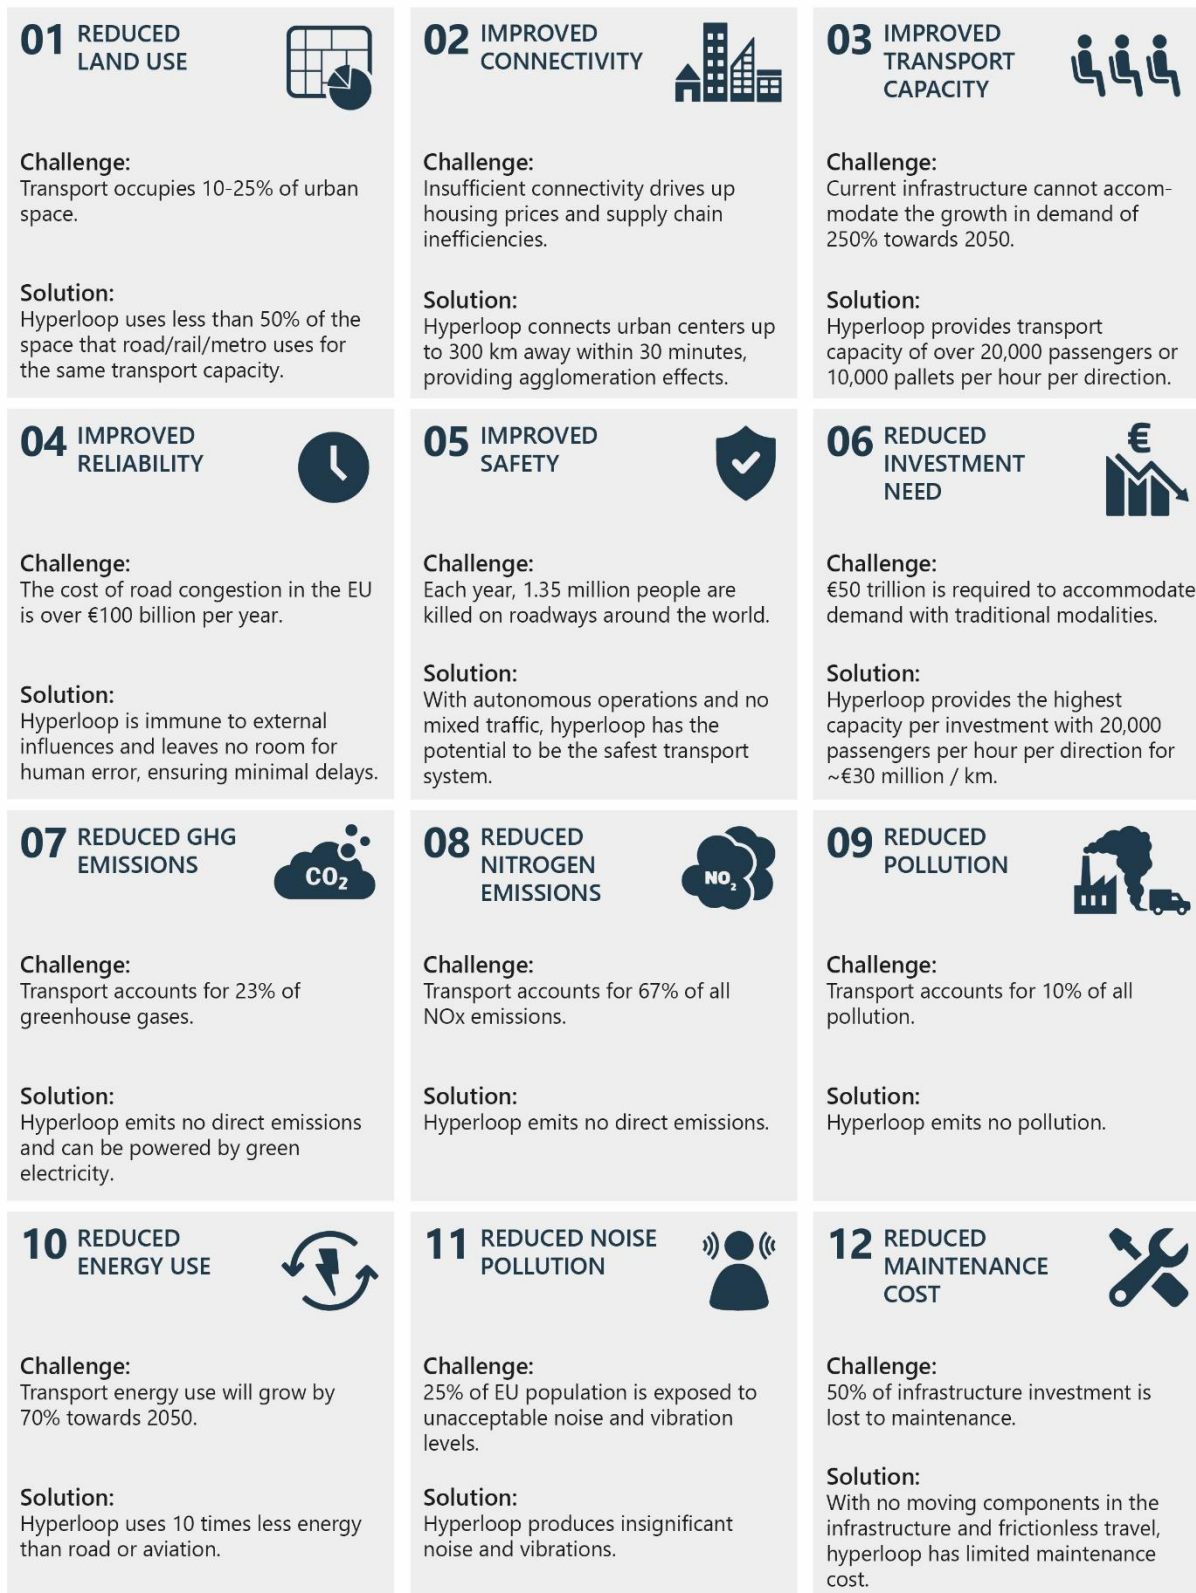 01 REDUCED
LAND USE
Challenge:
Transport occupies 10-25% of urban
space.
Solution:
Hyperloop uses less than 50% of the
space that road/rail/metro uses for
the same transport capacity.
02 IMPROVED
CONNECTIVITY
Challenge:
Insufficient connectivity drives up
housing prices and supply chain
inefficiencies.
Solution:
Hyperloop connects urban centers up
to 300 km away within 30 minutes,
providing agglomeration effects.
03 IMPROVED
TRANSPORT
CAPACITY
Challenge:
Current infrastructure cannot accom-
modate the growth in demand of
250% towards 2050.
Solution:
Hyperloop provides transport
capacity of over 20,000 passengers or
10,000 pallets per hour per direction.
04 IMPROVED
RELIABILITY
Challenge:
The cost of road congestion in the EU
is over €100 billion per year.
Solution:
Hyperloop is immune to external
influences and leaves no room for
human error, ensuring minimal delays.
05 IMPROVED
SAFETY
Challenge:
Each year, 1.35 million people are
killed on roadways around the world.
Solution:
With autonomous operations and no
mixed traffic, hyperloop has the
potential to be the safest transport
system.
06 REDUCED
INVESTMENT
NEED
€
Challenge:
€50 trillion is required to accommodate
demand with traditional modalities.
Solution:
Hyperloop provides the highest
capacity per investment with 20,000
passengers per hour per direction for
~€30 million / km.
07 REDUCED GHG
EMISSIONS
CO₂
Challenge:
Transport accounts for 23% of
greenhouse gases.
Solution:
Hyperloop emits no direct emissions
and can be powered by green
electricity.
08 REDUCED
NITROGEN
EMISSIONS
NO₂
Challenge:
Transport accounts for 67% of all
NOx emissions.
Solution:
Hyperloop emits no direct emissions.
09 REDUCED
POLLUTION
Challenge:
Transport accounts for 10% of all
pollution.
Solution:
Hyperloop emits no pollution.
10 REDUCED
ENERGY USE
Challenge:
Transport energy use will grow by
70% towards 2050.
Solution:
Hyperloop uses 10 times less energy
than road or aviation.
11 REDUCED NOISE
POLLUTION
Challenge:
25% of EU population is exposed to
unacceptable noise and vibration
levels.
Solution:
Hyperloop produces insignificant
noise and vibrations.
12 REDUCED
MAINTENANCE
COST
Challenge:
50% of infrastructure investment is
lost to maintenance.
Solution:
With no moving components in the
infrastructure and frictionless travel,
hyperloop has limited maintenance
cost.